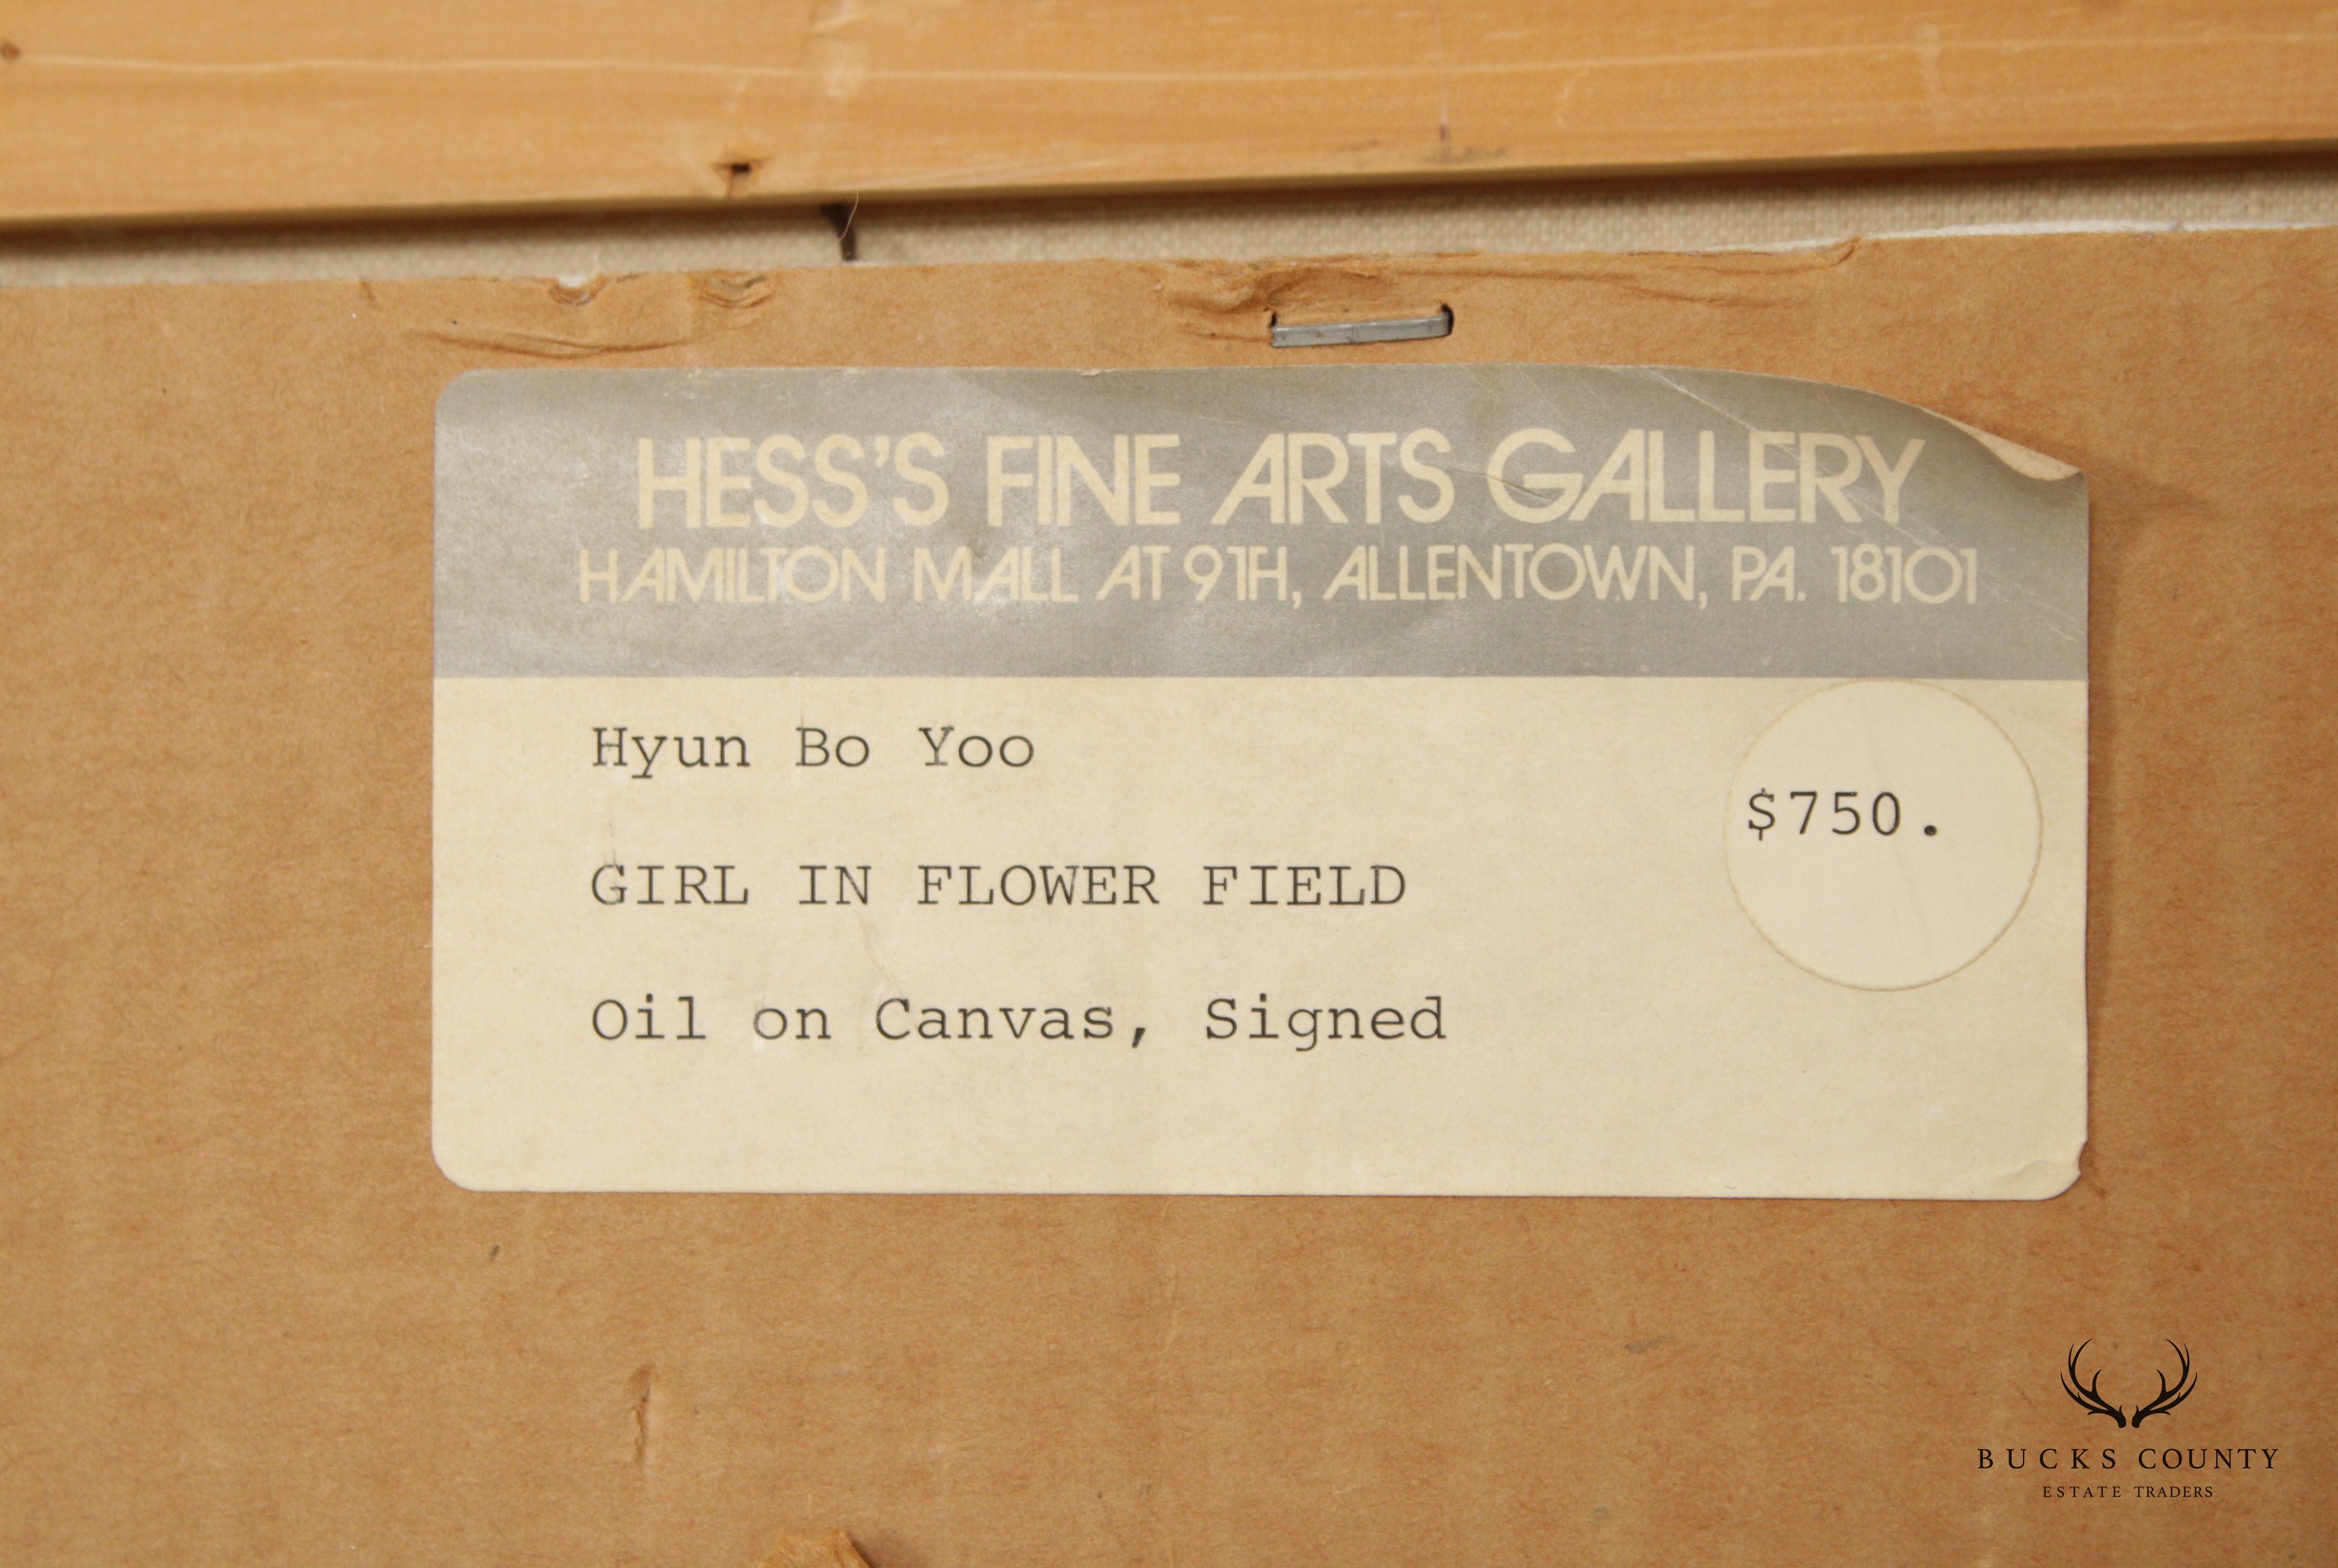 HESS'S FINE ARTS GALLERY
HAMILTON MALL AT 9TH, ALLENTOWN, PA. 18101
Hyun Bo Yoo
$750.
GIRL IN FLOWER FIELD
Oil on Canvas, Signed
BUCKS COUNTY
ESTATE TRADERS